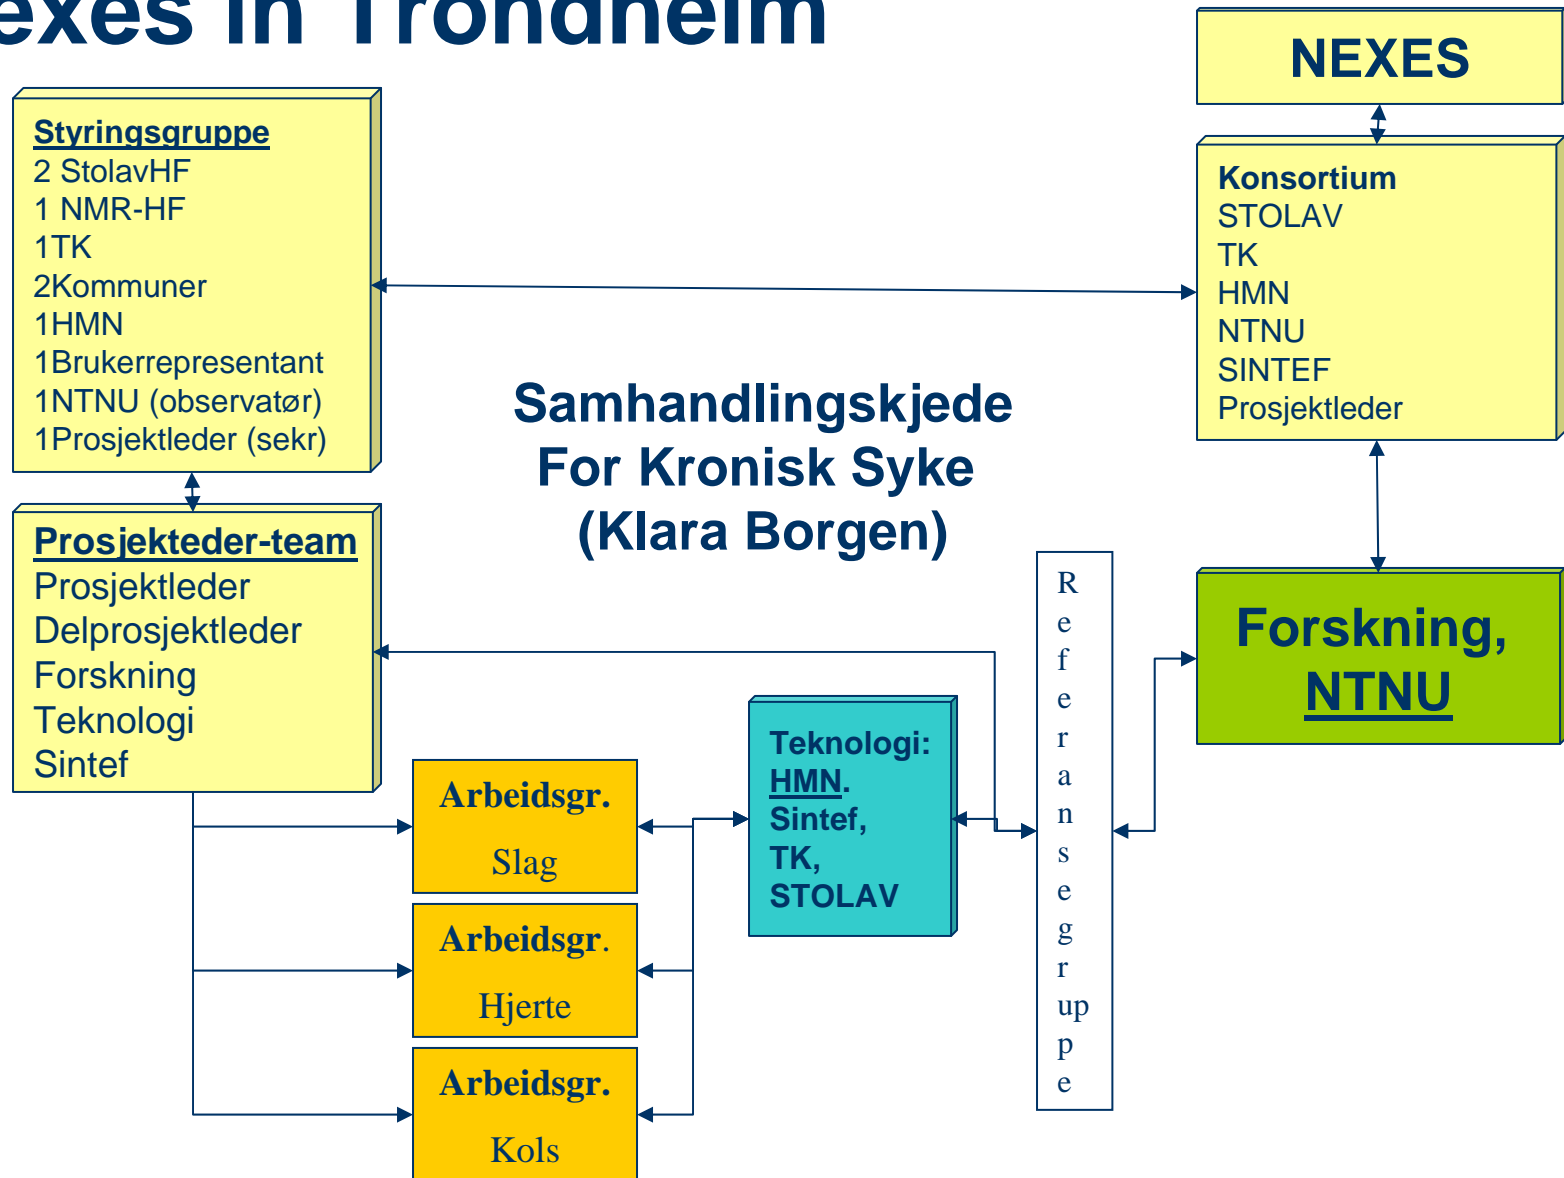 exes in Trondheim
NEXES
Styringsgruppe
2 StolavHF
1 NMR-HF
1TK
2Kommuner
1HMN
1Brukerrepresentant
1NTNU (observatør)
1Prosjektleder (sekr)
Konsortium
STOLAV
TK
HMN
NTNU
SINTEF
Prosjektleder
Samhandlingskjede
For Kronisk Syke
(Klara Borgen)
Prosjekteder-team
Prosjektleder
Delprosjektleder
Forskning
Teknologi
Sintef
Arbeidsgr.
Slag
Arbeidsgr.
Hjerte
Arbeidsgr.
Kols
Teknologi:
HMN.
Sintef,
TK,
STOLAV
R
e
f
e
r
a
n
s
e
g
r
up
p
e
Forskning,
NTNU